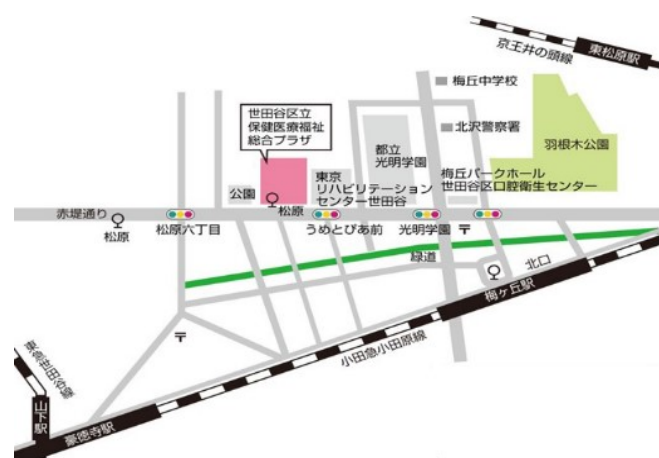 東松原駅
京王井の頭線
梅丘中学校
世田谷区立
保健医療福祉
総合プラザ
北沢警察署
羽根木公園
都立
光明学園
梅丘パークホール
世田谷区口腔衛生センター
東京
リハビリテーション
センター世田谷
公園
赤堤通り
松原
松原
松原六丁目
うめとぴあ前
光明学園
〒
緑道
北口
梅ヶ丘駅
〒
小田急小田原線
東急世田谷線
山下駅
豪徳寺駅